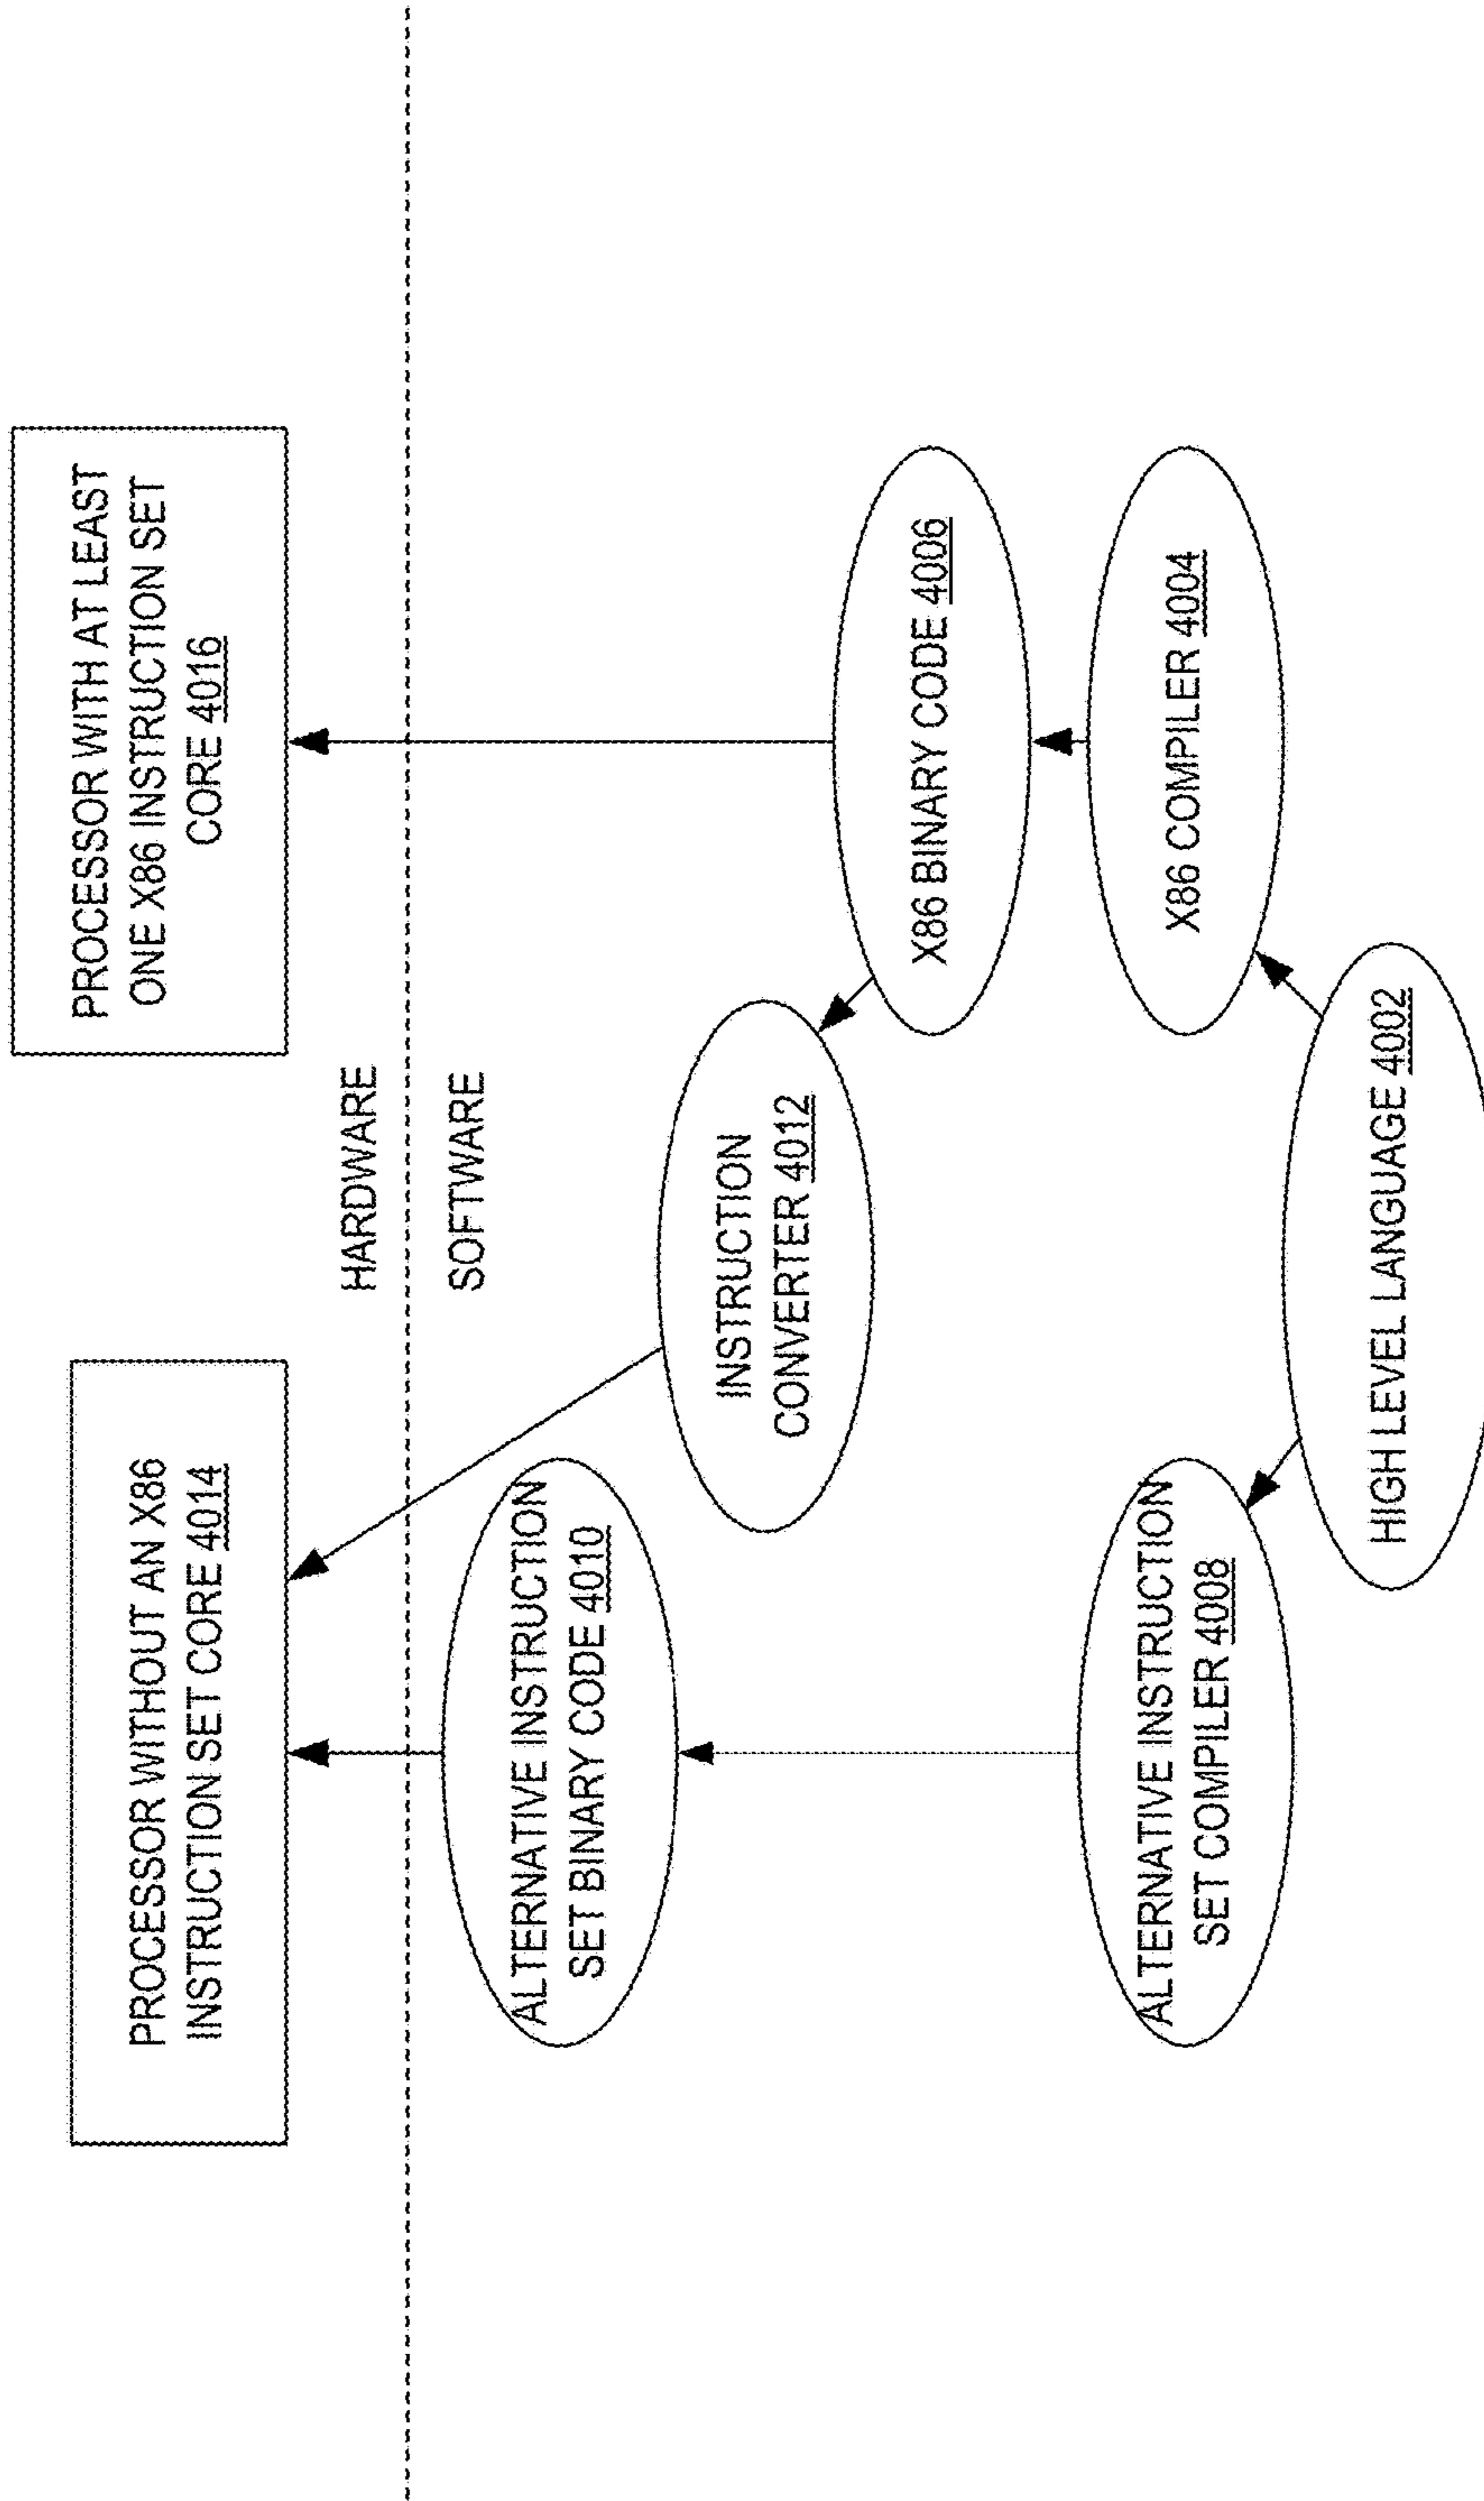 PROCESSOR WITHOUT AN X86
INSTRUCTION SET CORE 4014
PROCESSOR WITH AT LEAST
ONE X86 INSTRUCTION SET
CORE 4016
HARDWARE
SOFTWARE
ALTERNATIVE INSTRUCTION
SET BINARY CODE 4010
INSTRUCTION
CONVERTER 4012
X86 BINARY CODE 4006
ALTERNATIVE INSTRUCTION
SET COMPILER 4008
X86 COMPILER 4004
HIGH LEVEL LANGUAGE 4002